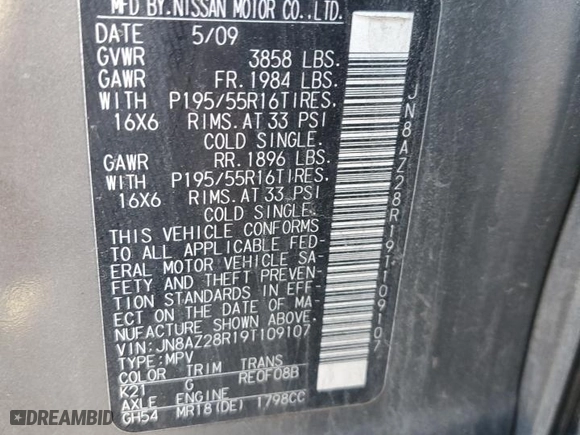 MFD BY.NISSAN MOTOR CO.,LTD.
DATE 5/09
GVWR 3858 LBS.
GAWR FR. 1984 LBS.
WITH P195/55R16TIRES.
16X6 RIMS.AT 33 PSI
COLD SINGLE.
GAWR RR. 1896 LBS.
WITH P195/55R16TIRES.
16X6 RIMS.AT 33 PSI
COLD SINGLE.
THIS VEHICLE CONFORMS
TO ALL APPLICABLE FED-
ERAL MOTOR VEHICLE SA-
FETY AND THEFT PREVEN-
TION STANDARDS IN EFF-
ECT ON THE DATE OF MA-
NUFACTURE SHOWN ABOVE.
VIN:JN8AZ28R19T109107
TYPE:MPV
COLOR TRIM TRANS
K21 G RE0F08B
AXLE ENGINE
GH54 MR18(DE) 1798CC
JN8AZ28R19T109107
AUTOBIDMASTER